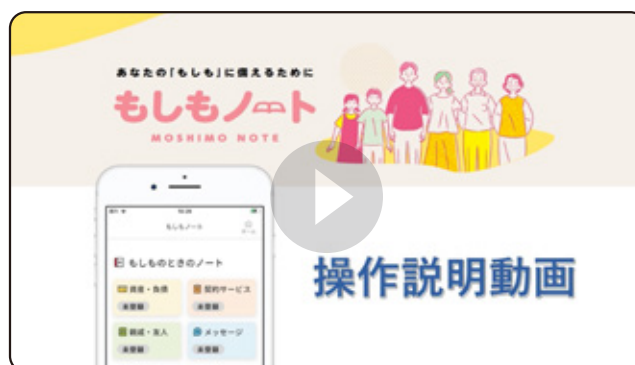 あなたの「もしも」に備えるために
もしもノート
MOSHIMO NOTE
もしもノート
もしものときのノート
資産・負債
契約サービス
未登録
未登録
親戚・友人
メッセージ
未登録
未登録
操作説明動画